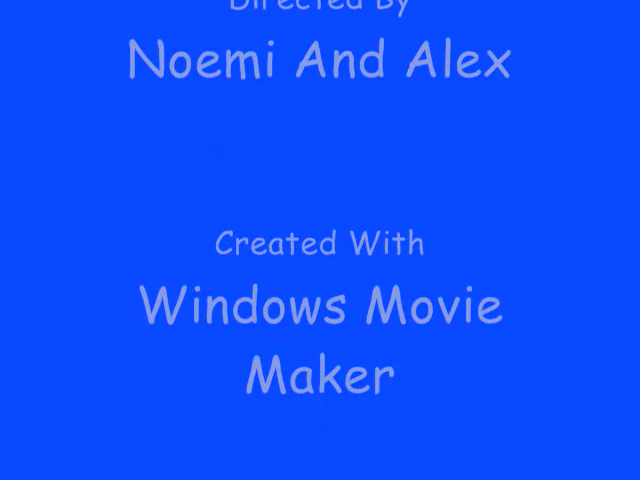 Directed By
Noemi And Alex
Created With
Windows Movie
Maker